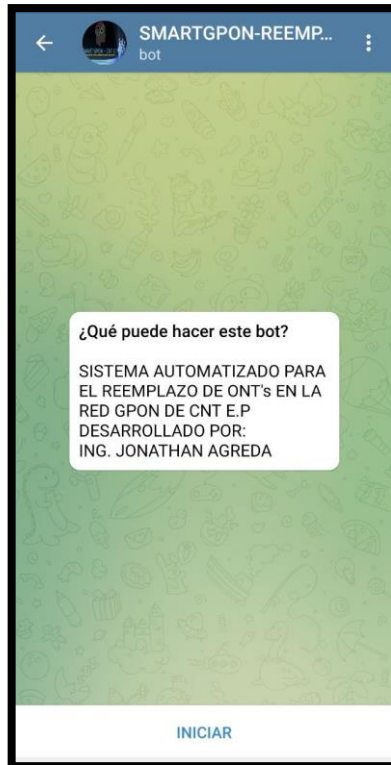 SMARTGPON-REEMP...
bot
¿Qué puede hacer este bot?
SISTEMA AUTOMATIZADO PARA
EL REEMPLAZO DE ONT's EN LA
RED GPON DE CNT E.P
DESARROLLADO POR:
ING. JONATHAN AGREDA
INICIAR